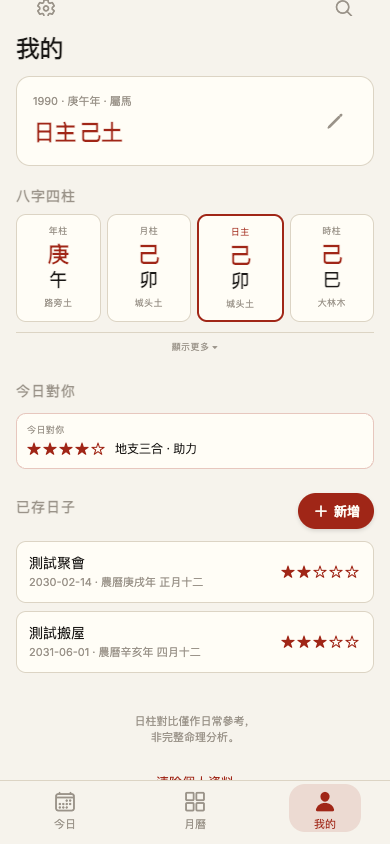 我的
1990 · 庚午年 · 屬馬
日主 己土
八字四柱
年柱
庚
午
路旁土
月柱
己
卯
城头土
日主
己
卯
城头土
時柱
己
巳
大林木
顯示更多
今日對你
今日對你
★★★★☆ 地支三合 · 助力
已存日子
＋ 新增
測試聚會
2030-02-14 · 農曆庚戌年 正月十二
★★☆☆☆
測試搬屋
2031-06-01 · 農曆辛亥年 四月十二
★★★☆☆
日柱對比僅作日常參考，
非完整命理分析。
清除個人資料
今日
月曆
我的